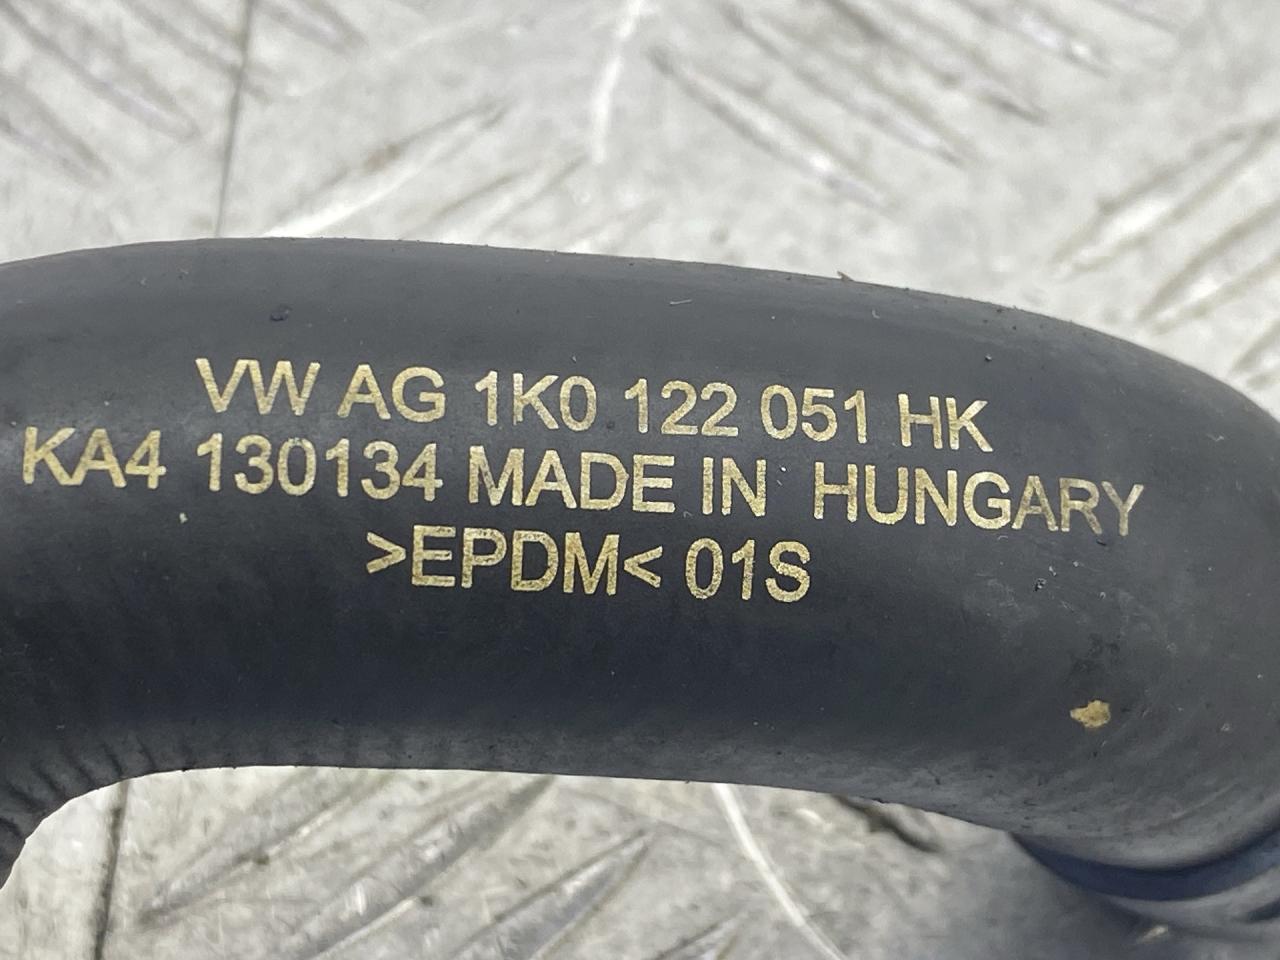 VW AG 1K0 122 051 HK
KA4 130134 MADE IN HUNGARY
>EPDM< 01S